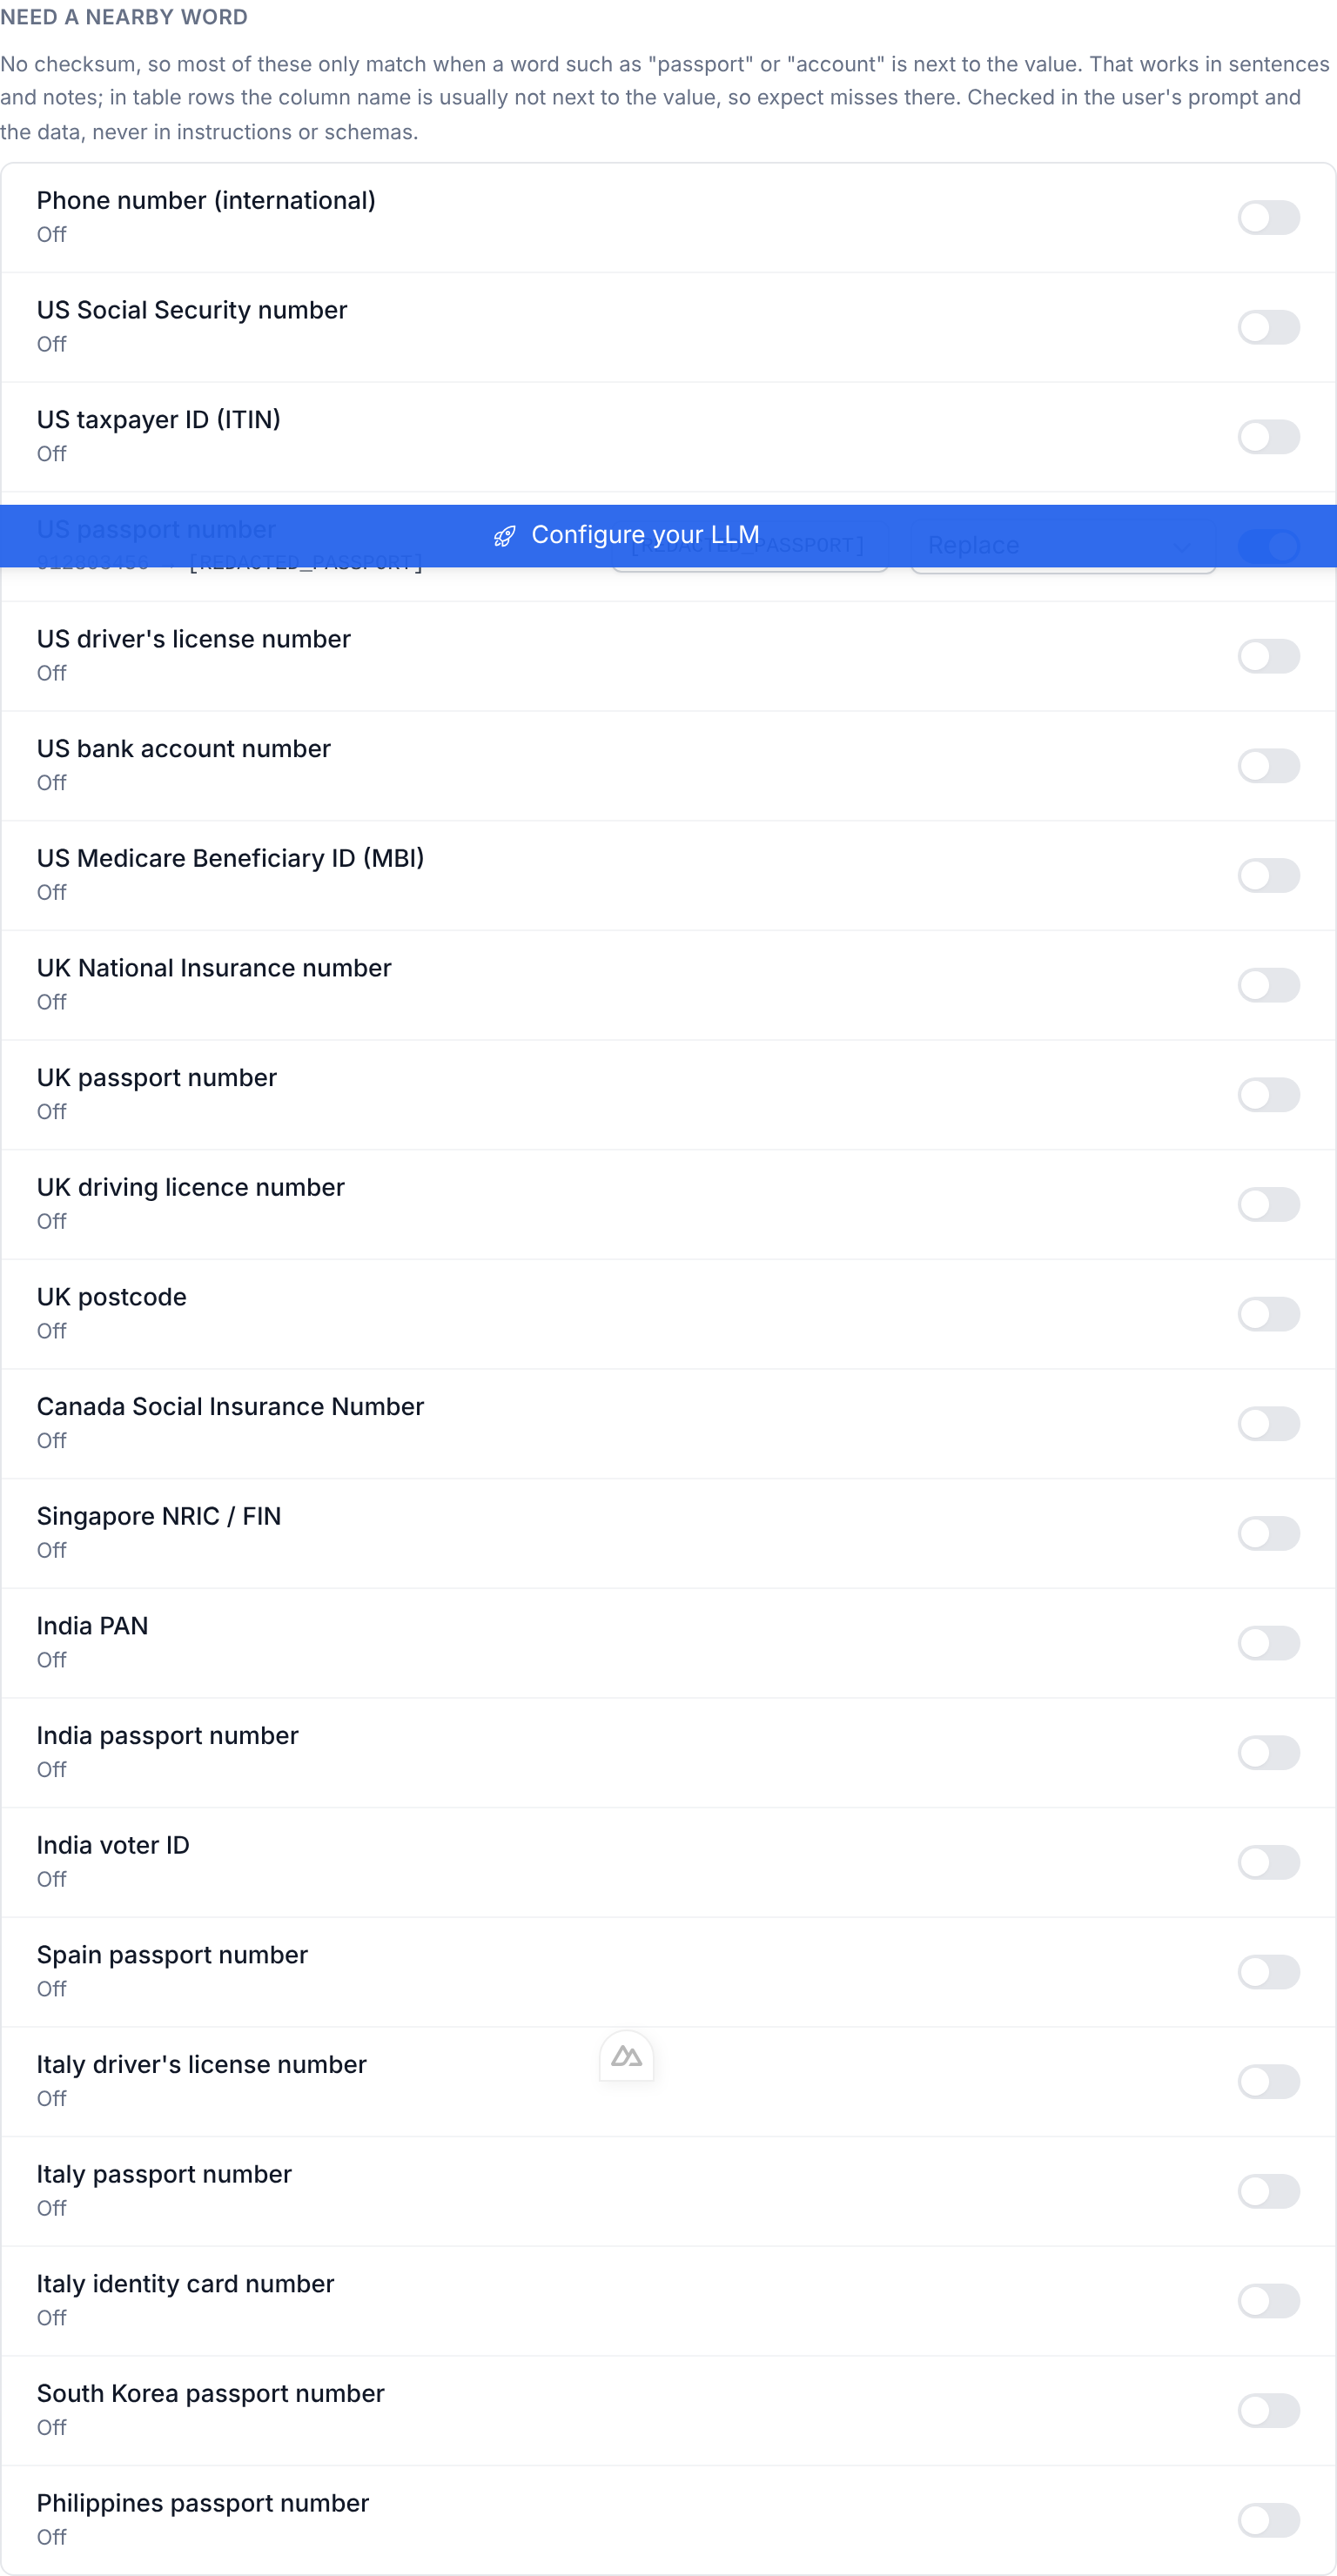 NEED A NEARBY WORD
No checksum, so most of these only match when a word such as "passport" or "account" is next to the value. That works in sentences
and notes; in table rows the column name is usually not next to the value, so expect misses there. Checked in the user's prompt and
the data, never in instructions or schemas.
Phone number (international)
Off
US Social Security number
Off
US taxpayer ID (ITIN)
Off
US passport number
Configure your LLM
Replace
[REDACTED_PASSPORT]
US driver's license number
Off
US bank account number
Off
US Medicare Beneficiary ID (MBI)
Off
UK National Insurance number
Off
UK passport number
Off
UK driving licence number
Off
UK postcode
Off
Canada Social Insurance Number
Off
Singapore NRIC / FIN
Off
India PAN
Off
India passport number
Off
India voter ID
Off
Spain passport number
Off
Italy driver's license number
Off
Italy passport number
Off
Italy identity card number
Off
South Korea passport number
Off
Philippines passport number
Off